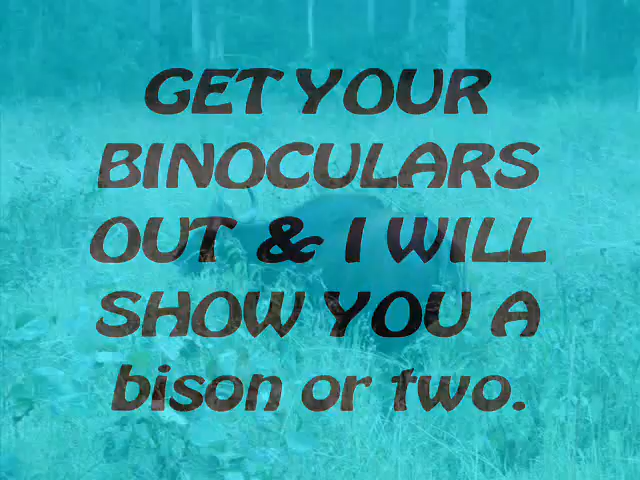 GET YOUR
BINOCULARS
OUT & I WILL
SHOW YOU A
bison or two.